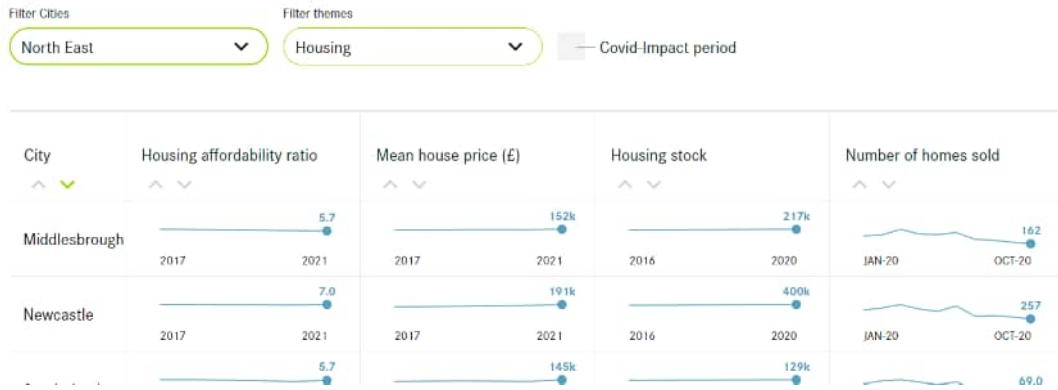 Filter Cities Filter themes
North East Housing Covid-Impact period
City Housing affordability ratio Mean house price (£) Housing stock Number of homes sold
5.7 152k 217k 162
Middlesbrough
2017 2021 2017 2021 2016 2020 JAN-20 OCT-20
7.0 191k 400k 257
Newcastle
2017 2021 2017 2021 2016 2020 JAN-20 OCT-20
5.7 145k 129k 69.0